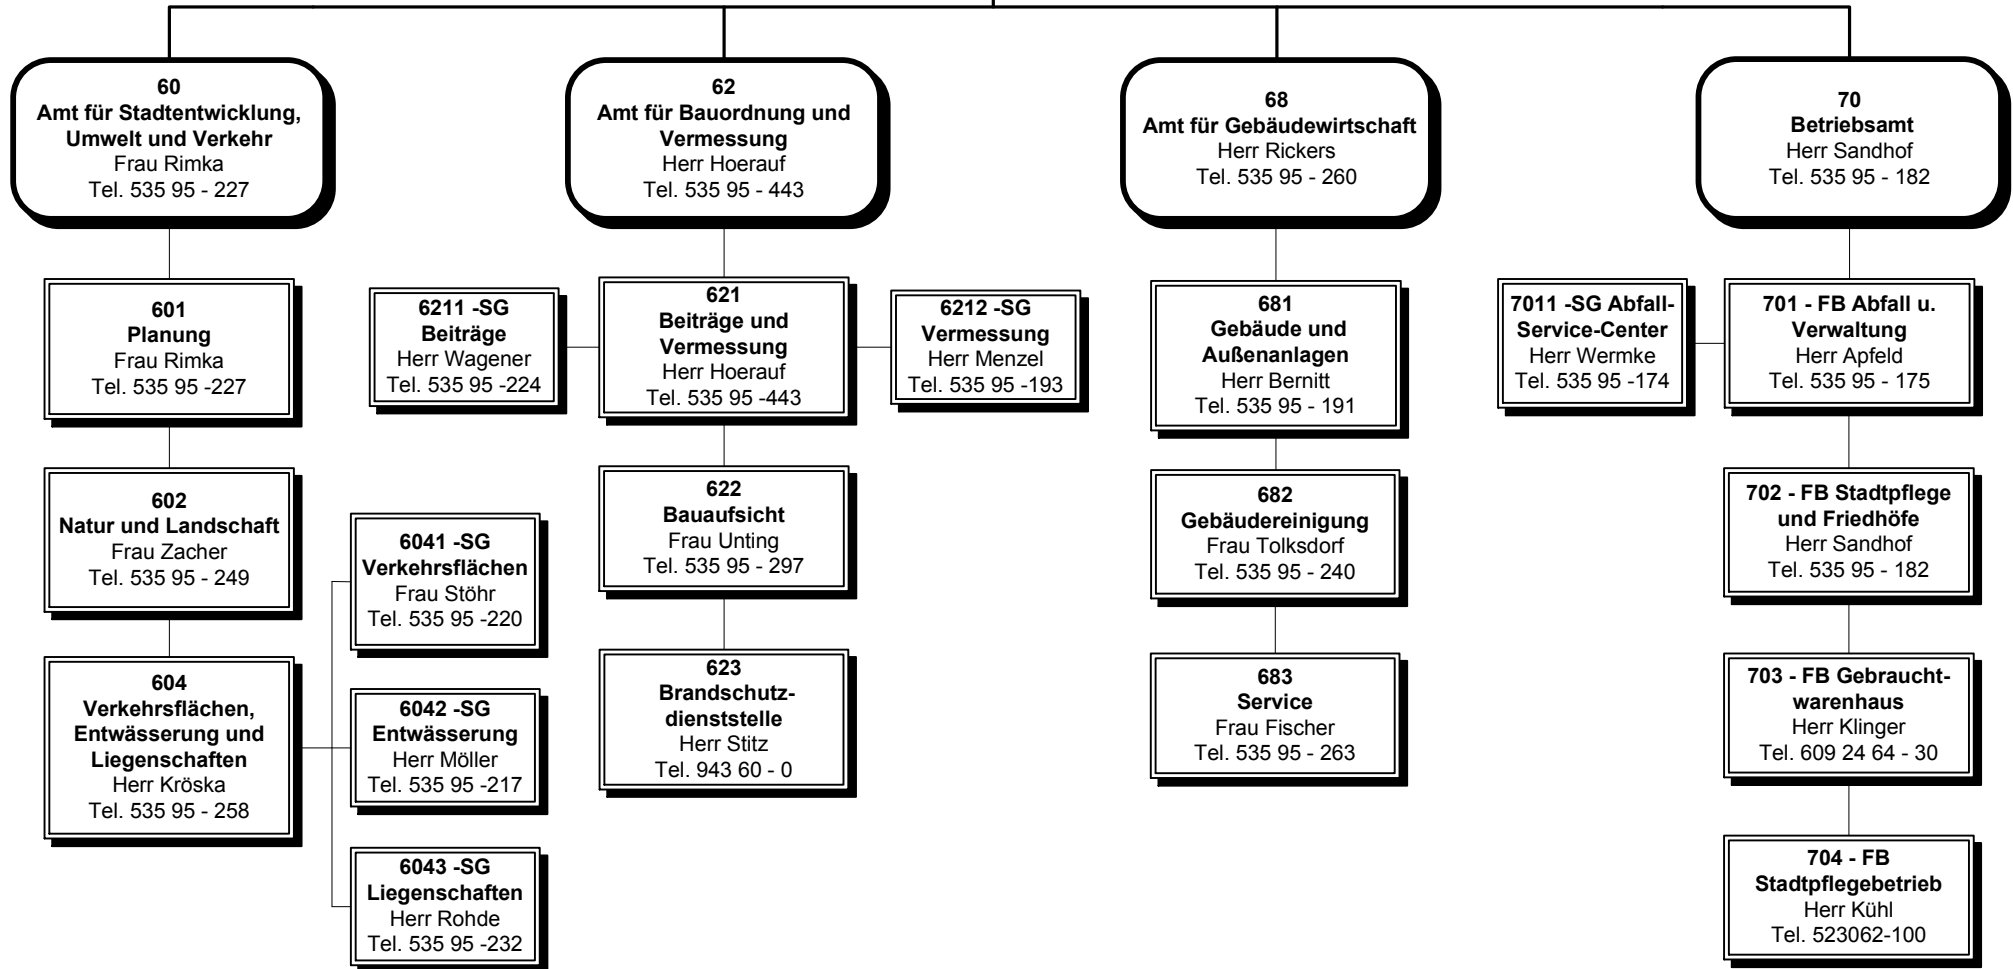 60
Amt für Stadtentwicklung,
Umwelt und Verkehr
Frau Rimka
Tel. 535 95 - 227
62
Amt für Bauordnung und
Vermessung
Herr Hoerauf
Tel. 535 95 - 443
68
Amt für Gebäudewirtschaft
Herr Rickers
Tel. 535 95 - 260
70
Betriebsamt
Herr Sandhof
Tel. 535 95 - 182
601
Planung
Frau Rimka
Tel. 535 95 -227
602
Natur und Landschaft
Frau Zacher
Tel. 535 95 - 249
604
Verkehrsflächen,
Entwässerung und
Liegenschaften
Herr Kröska
Tel. 535 95 - 258
6041 -SG
Verkehrsflächen
Frau Stöhr
Tel. 535 95 -220
6042 -SG
Entwässerung
Herr Möller
Tel. 535 95 -217
6043 -SG
Liegenschaften
Herr Rohde
Tel. 535 95 -232
6211 -SG
Beiträge
Herr Wagener
Tel. 535 95 -224
621
Beiträge und
Vermessung
Herr Hoerauf
Tel. 535 95 -443
6212 -SG
Vermessung
Herr Menzel
Tel. 535 95 -193
622
Bauaufsicht
Frau Unting
Tel. 535 95 - 297
623
Brandschutz-
dienststelle
Herr Stitz
Tel. 943 60 - 0
681
Gebäude und
Außenanlagen
Herr Bernitt
Tel. 535 95 - 191
682
Gebäudereinigung
Frau Tolksdorf
Tel. 535 95 - 240
683
Service
Frau Fischer
Tel. 535 95 - 263
7011 -SG Abfall-
Service-Center
Herr Wermke
Tel. 535 95 -174
701 - FB Abfall u.
Verwaltung
Herr Apfeld
Tel. 535 95 - 175
702 - FB Stadtpflege
und Friedhöfe
Herr Sandhof
Tel. 535 95 - 182
703 - FB Gebraucht-
warenhaus
Herr Klinger
Tel. 609 24 64 - 30
704 - FB
Stadtpflegebetrieb
Herr Kühl
Tel. 523062-100